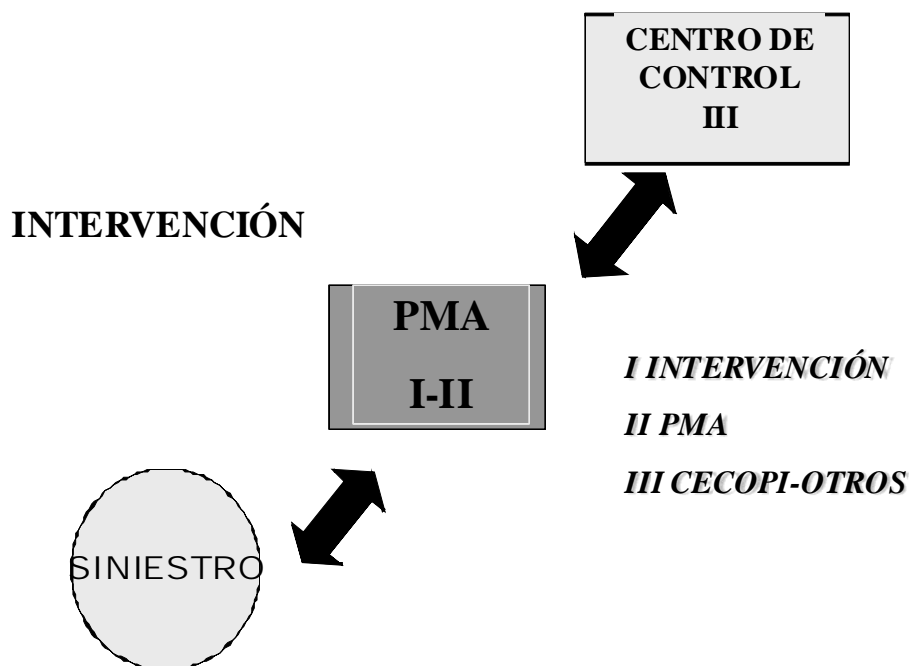 CENTRO DE
CONTROL
III
INTERVENCIÓN
PMA
I-II
I INTERVENCIÓN
II PMA
III CECOPI-OTROS
SINIESTRO